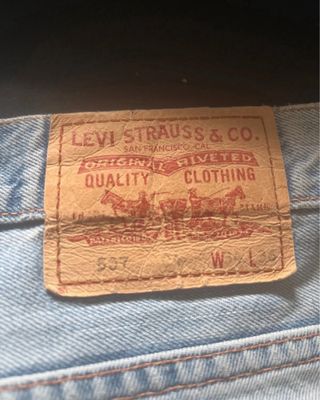 LEVI STRAUSS & CO.
SAN FRANCISCO, CAL.
ORIGINAL RIVETED
QUALITY CLOTHING
W L